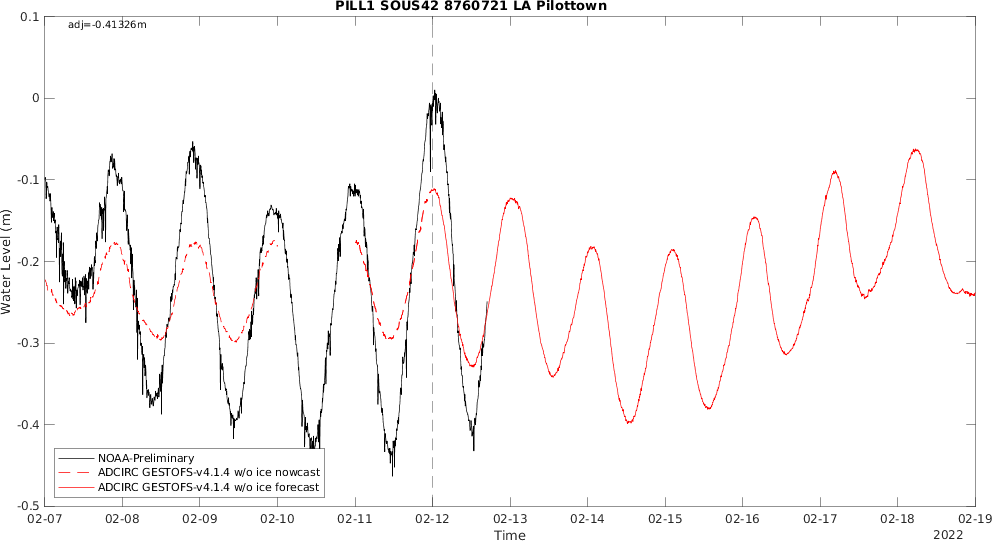 PILL1 SOUS42 8760721 LA Pilottown
adj=-0.41326m
0.1
0
-0.1
-0.2
-0.3
-0.4
-0.5
Water Level (m)
NOAA-Preliminary
ADCIRC GESTOFS-v4.1.4 w/o ice nowcast
ADCIRC GESTOFS-v4.1.4 w/o ice forecast
02-07 02-08 02-09 02-10 02-11 02-12 02-13 02-14 02-15 02-16 02-17 02-18 02-19
Time
2022